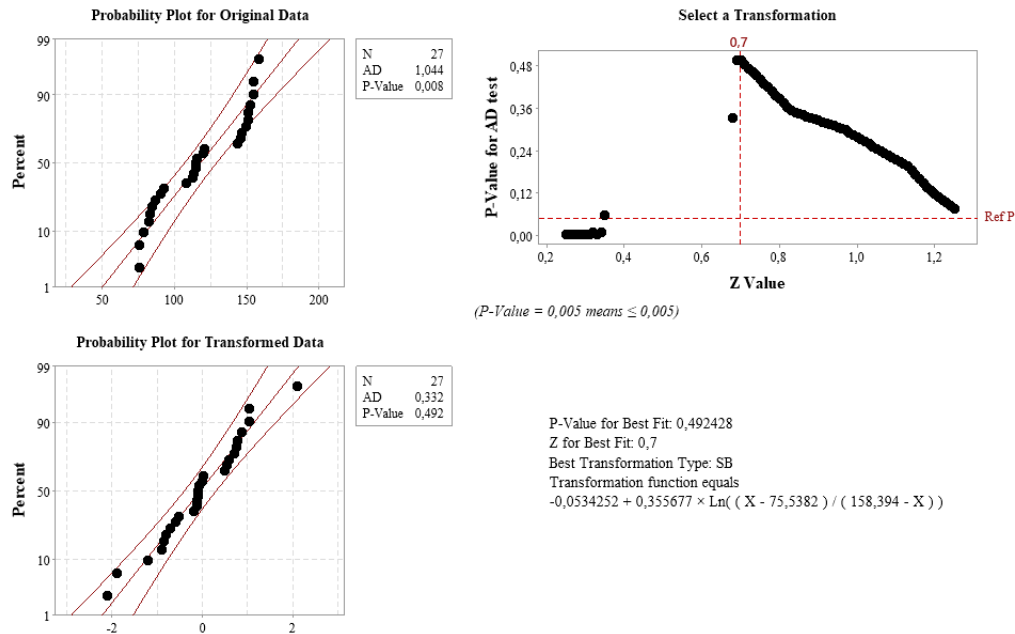 Probability Plot for Original Data
99
90
50
10
1
Percent
50 100 150 200
N 27
AD 1,044
P-Value 0,008
Select a Transformation
0,7
0,48
0,36
0,24
0,12
0,00
P-Value for AD test
Ref P
0,2 0,4 0,6 0,8 1,0 1,2
Z Value
(P-Value = 0,005 means ≤ 0,005)
Probability Plot for Transformed Data
99
90
50
10
1
Percent
-2 0 2
N 27
AD 0,332
P-Value 0,492
P-Value for Best Fit: 0,492428
Z for Best Fit: 0,7
Best Transformation Type: SB
Transformation function equals
-0,0534252 + 0,355677 × Ln( ( X - 75,5382 ) / ( 158,394 - X ) )